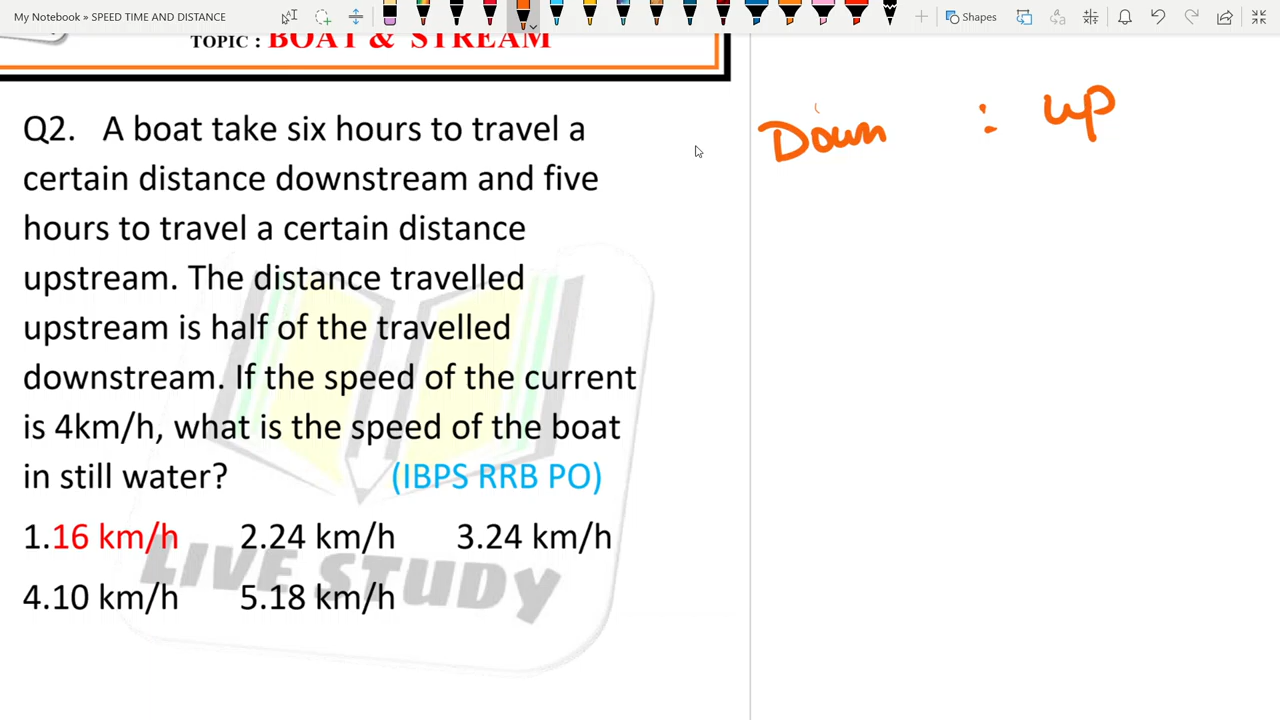 My Notebook » SPEED TIME AND DISTANCE
Shapes
TOPIC : BOAT & STREAM
Q2. A boat take six hours to travel a
certain distance downstream and five
hours to travel a certain distance
upstream. The distance travelled
upstream is half of the travelled
downstream. If the speed of the current
is 4km/h, what is the speed of the boat
in still water? (IBPS RRB PO)
1.16 km/h 2.24 km/h 3.24 km/h
4.10 km/h 5.18 km/h
LIVE STUDY
Down : up